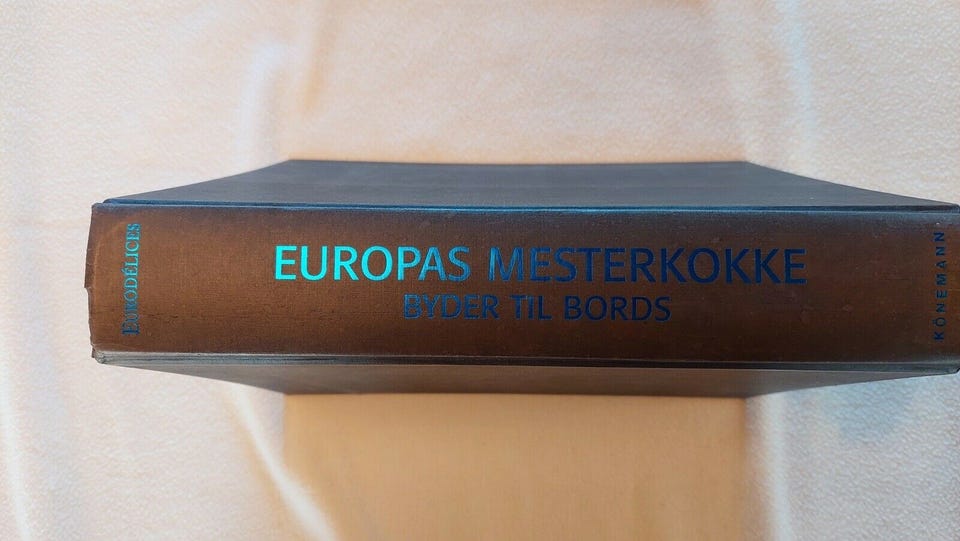 EURODÉLICES
EUROPAS MESTERKOKKE
BYDER TIL BORDS
KÖNEMANN